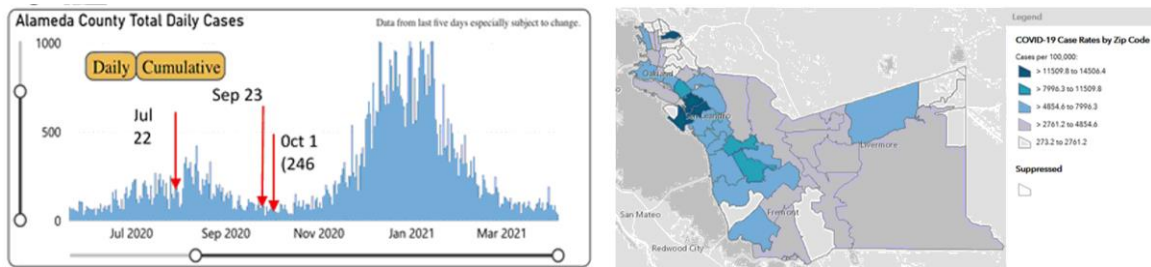 Alameda County Total Daily Cases
Data from last five days especially subject to change.
1000
Daily Cumulative
Sep 23
Jul
22
Oct 1
(246
500
0
Jul 2020 Sep 2020 Nov 2020 Jan 2021 Mar 2021
Oakland
San Leandro
Livermore
Fremont
San Mateo
Redwood City
Legend
COVID-19 Case Rates by Zip Code
Cases per 100,000:
> 11509.8 to 14506.4
> 7996.3 to 11509.8
> 4854.6 to 7996.3
> 2761.2 to 4854.6
273.2 to 2761.2
Suppressed